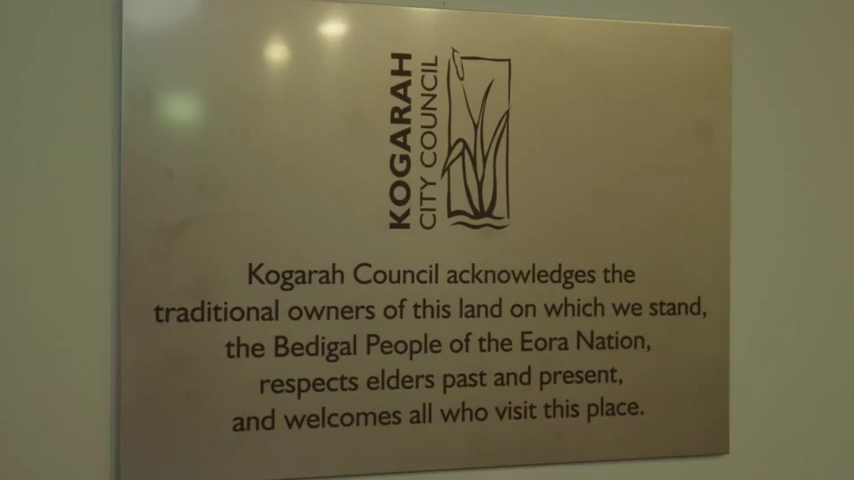 KOGARAH
CITY COUNCIL
Kogarah Council acknowledges the
traditional owners of this land on which we stand,
the Bedigal People of the Eora Nation,
respects elders past and present,
and welcomes all who visit this place.